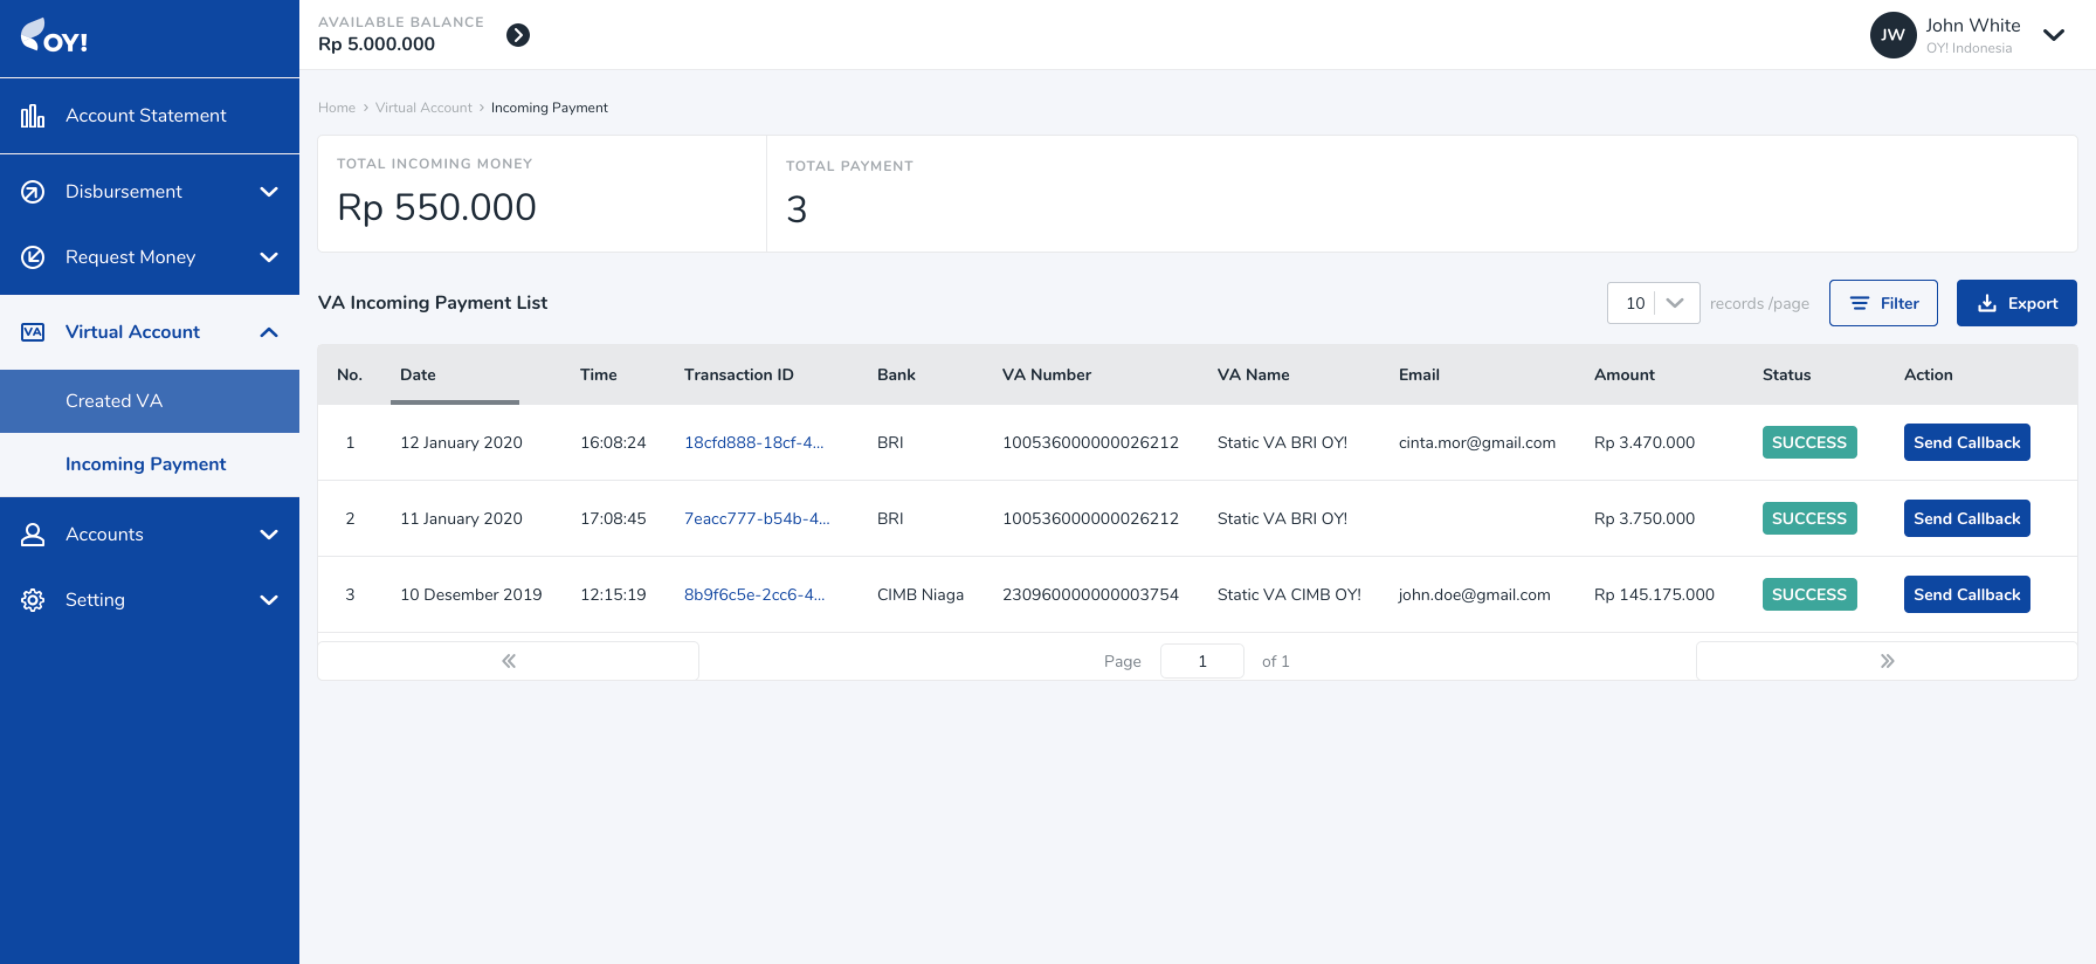 OY!
AVAILABLE BALANCE
Rp 5.000.000
JW
John White
OY! Indonesia
Account Statement
Disbursement
Request Money
VA Virtual Account
Created VA
Incoming Payment
Accounts
Setting
Home > Virtual Account > Incoming Payment
TOTAL INCOMING MONEY
Rp 550.000
TOTAL PAYMENT
3
VA Incoming Payment List
10 records /page Filter Export
No. Date Time Transaction ID Bank VA Number VA Name Email Amount Status Action
1 12 January 2020 16:08:24 18cfd888-18cf-4... BRI 100536000000026212 Static VA BRI OY! cinta.mor@gmail.com Rp 3.470.000 SUCCESS Send Callback
2 11 January 2020 17:08:45 7eacc777-b54b-4... BRI 100536000000026212 Static VA BRI OY! Rp 3.750.000 SUCCESS Send Callback
3 10 Desember 2019 12:15:19 8b9f6c5e-2cc6-4... CIMB Niaga 230960000000003754 Static VA CIMB OY! john.doe@gmail.com Rp 145.175.000 SUCCESS Send Callback
« Page 1 of 1 »